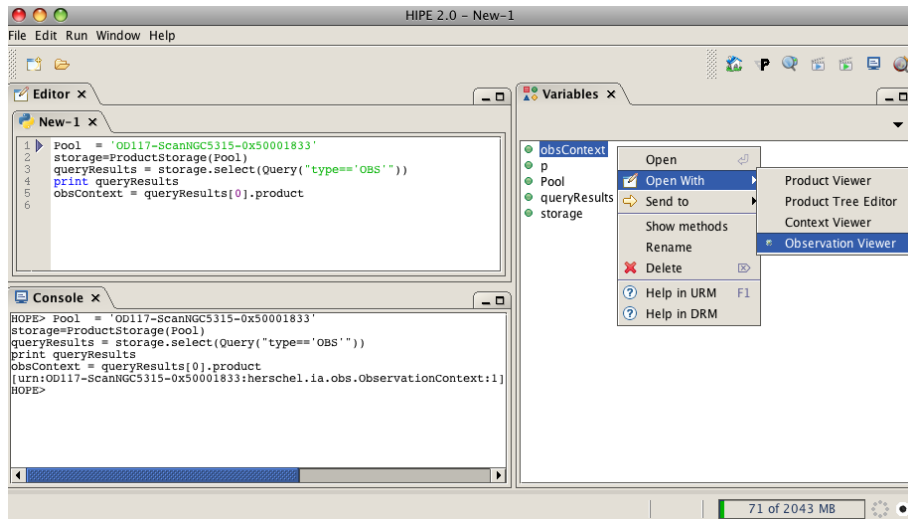 HIPE 2.0 – New-1
File Edit Run Window Help
P
Editor ×
New-1 ×
1 Pool = 'OD117-ScanNGC5315-0x50001833'
2 storage=ProductStorage(Pool)
3 queryResults = storage.select(Query("type=='OBS'"))
4 print queryResults
5 obsContext = queryResults[0].product
6
Console ×
HOPE> Pool = 'OD117-ScanNGC5315-0x50001833'
storage=ProductStorage(Pool)
queryResults = storage.select(Query("type=='OBS'"))
print queryResults
obsContext = queryResults[0].product
[urn:OD117-ScanNGC5315-0x50001833:herschel.ia.obs.ObservationContext:1]
HOPE>
Variables ×
obsContext
p
Pool
queryResults
storage
Open
Open With
Send to
Show methods
Rename
Delete
Help in URM F1
Help in DRM
Product Viewer
Product Tree Editor
Context Viewer
Observation Viewer
71 of 2043 MB